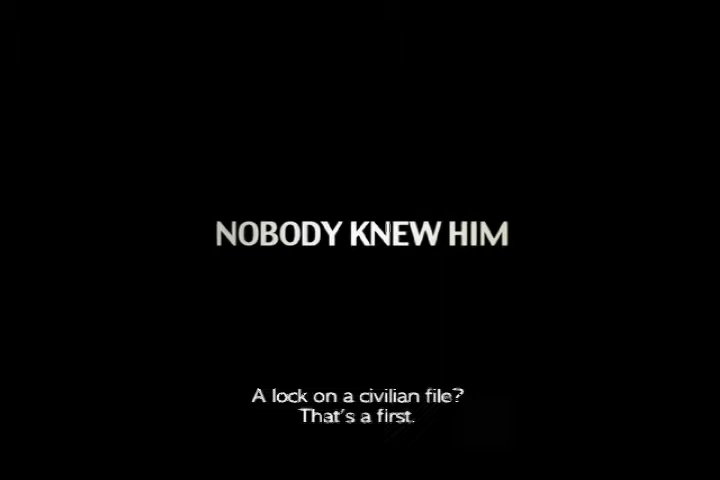 NOBODY KNEW HIM
A lock on a civilian file?
That's a first.